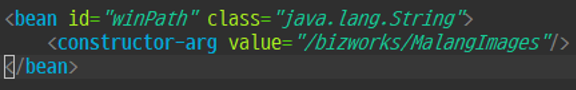 <bean id="winPath" class="java.lang.String">
<constructor-arg value="/bizworks/MalangImages"/>
</bean>